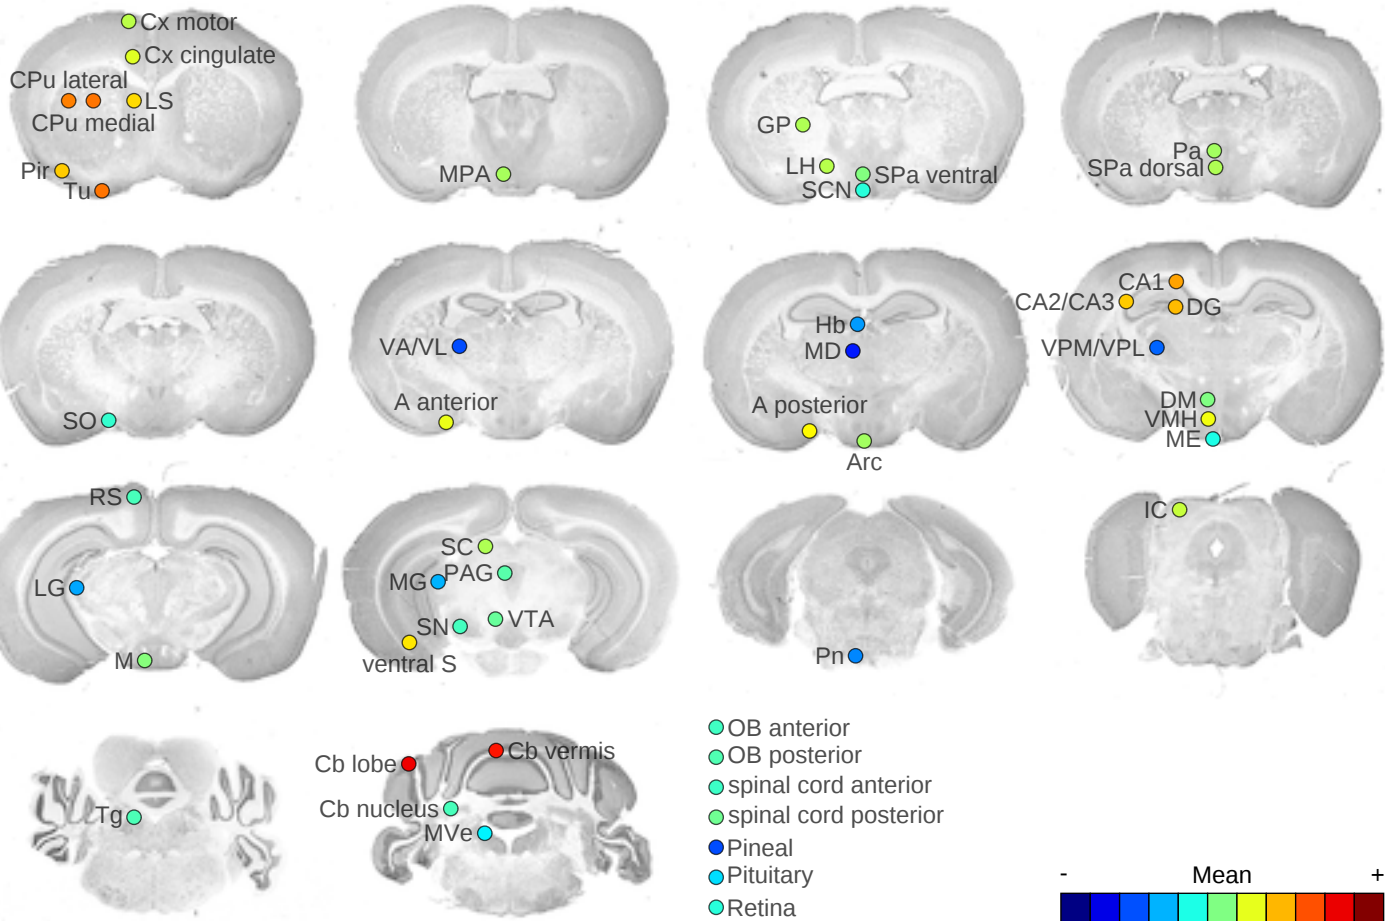 Cx motor
Cx cingulate
CPu lateral
LS
CPu medial
Pir
Tu
MPA
GP
LH
SPa ventral
SCN
Pa
SPa dorsal
SO
VA/VL
A anterior
Hb
MD
A posterior
Arc
CA1
CA2/CA3
DG
VPM/VPL
DM
VMH
ME
RS
LG
M
SC
MG
PAG
SN
VTA
ventral S
Pn
IC
Tg
Cb lobe
Cb vermis
Cb nucleus
MVe
OB anterior
OB posterior
spinal cord anterior
spinal cord posterior
Pineal
Pituitary
Retina
- Mean +